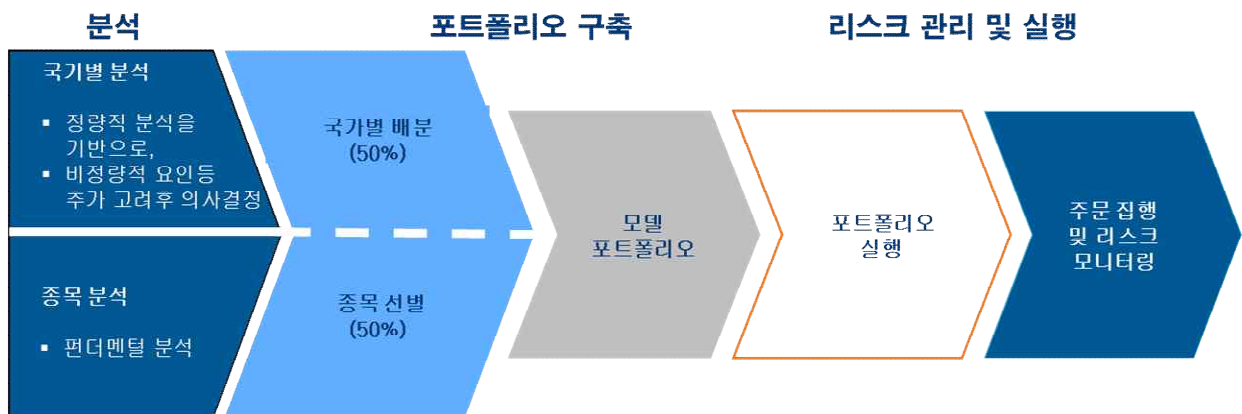 분석
포트폴리오 구축
리스크 관리 및 실행
국가별 분석
▪ 정량적 분석을
기반으로,
▪ 비정량적 요인등
추가 고려후 의사결정
종목 분석
▪ 펀더멘털 분석
국가별 배분
(50%)
종목 선별
(50%)
모델
포트폴리오
포트폴리오
실행
주문 집행
및 리스크
모니터링